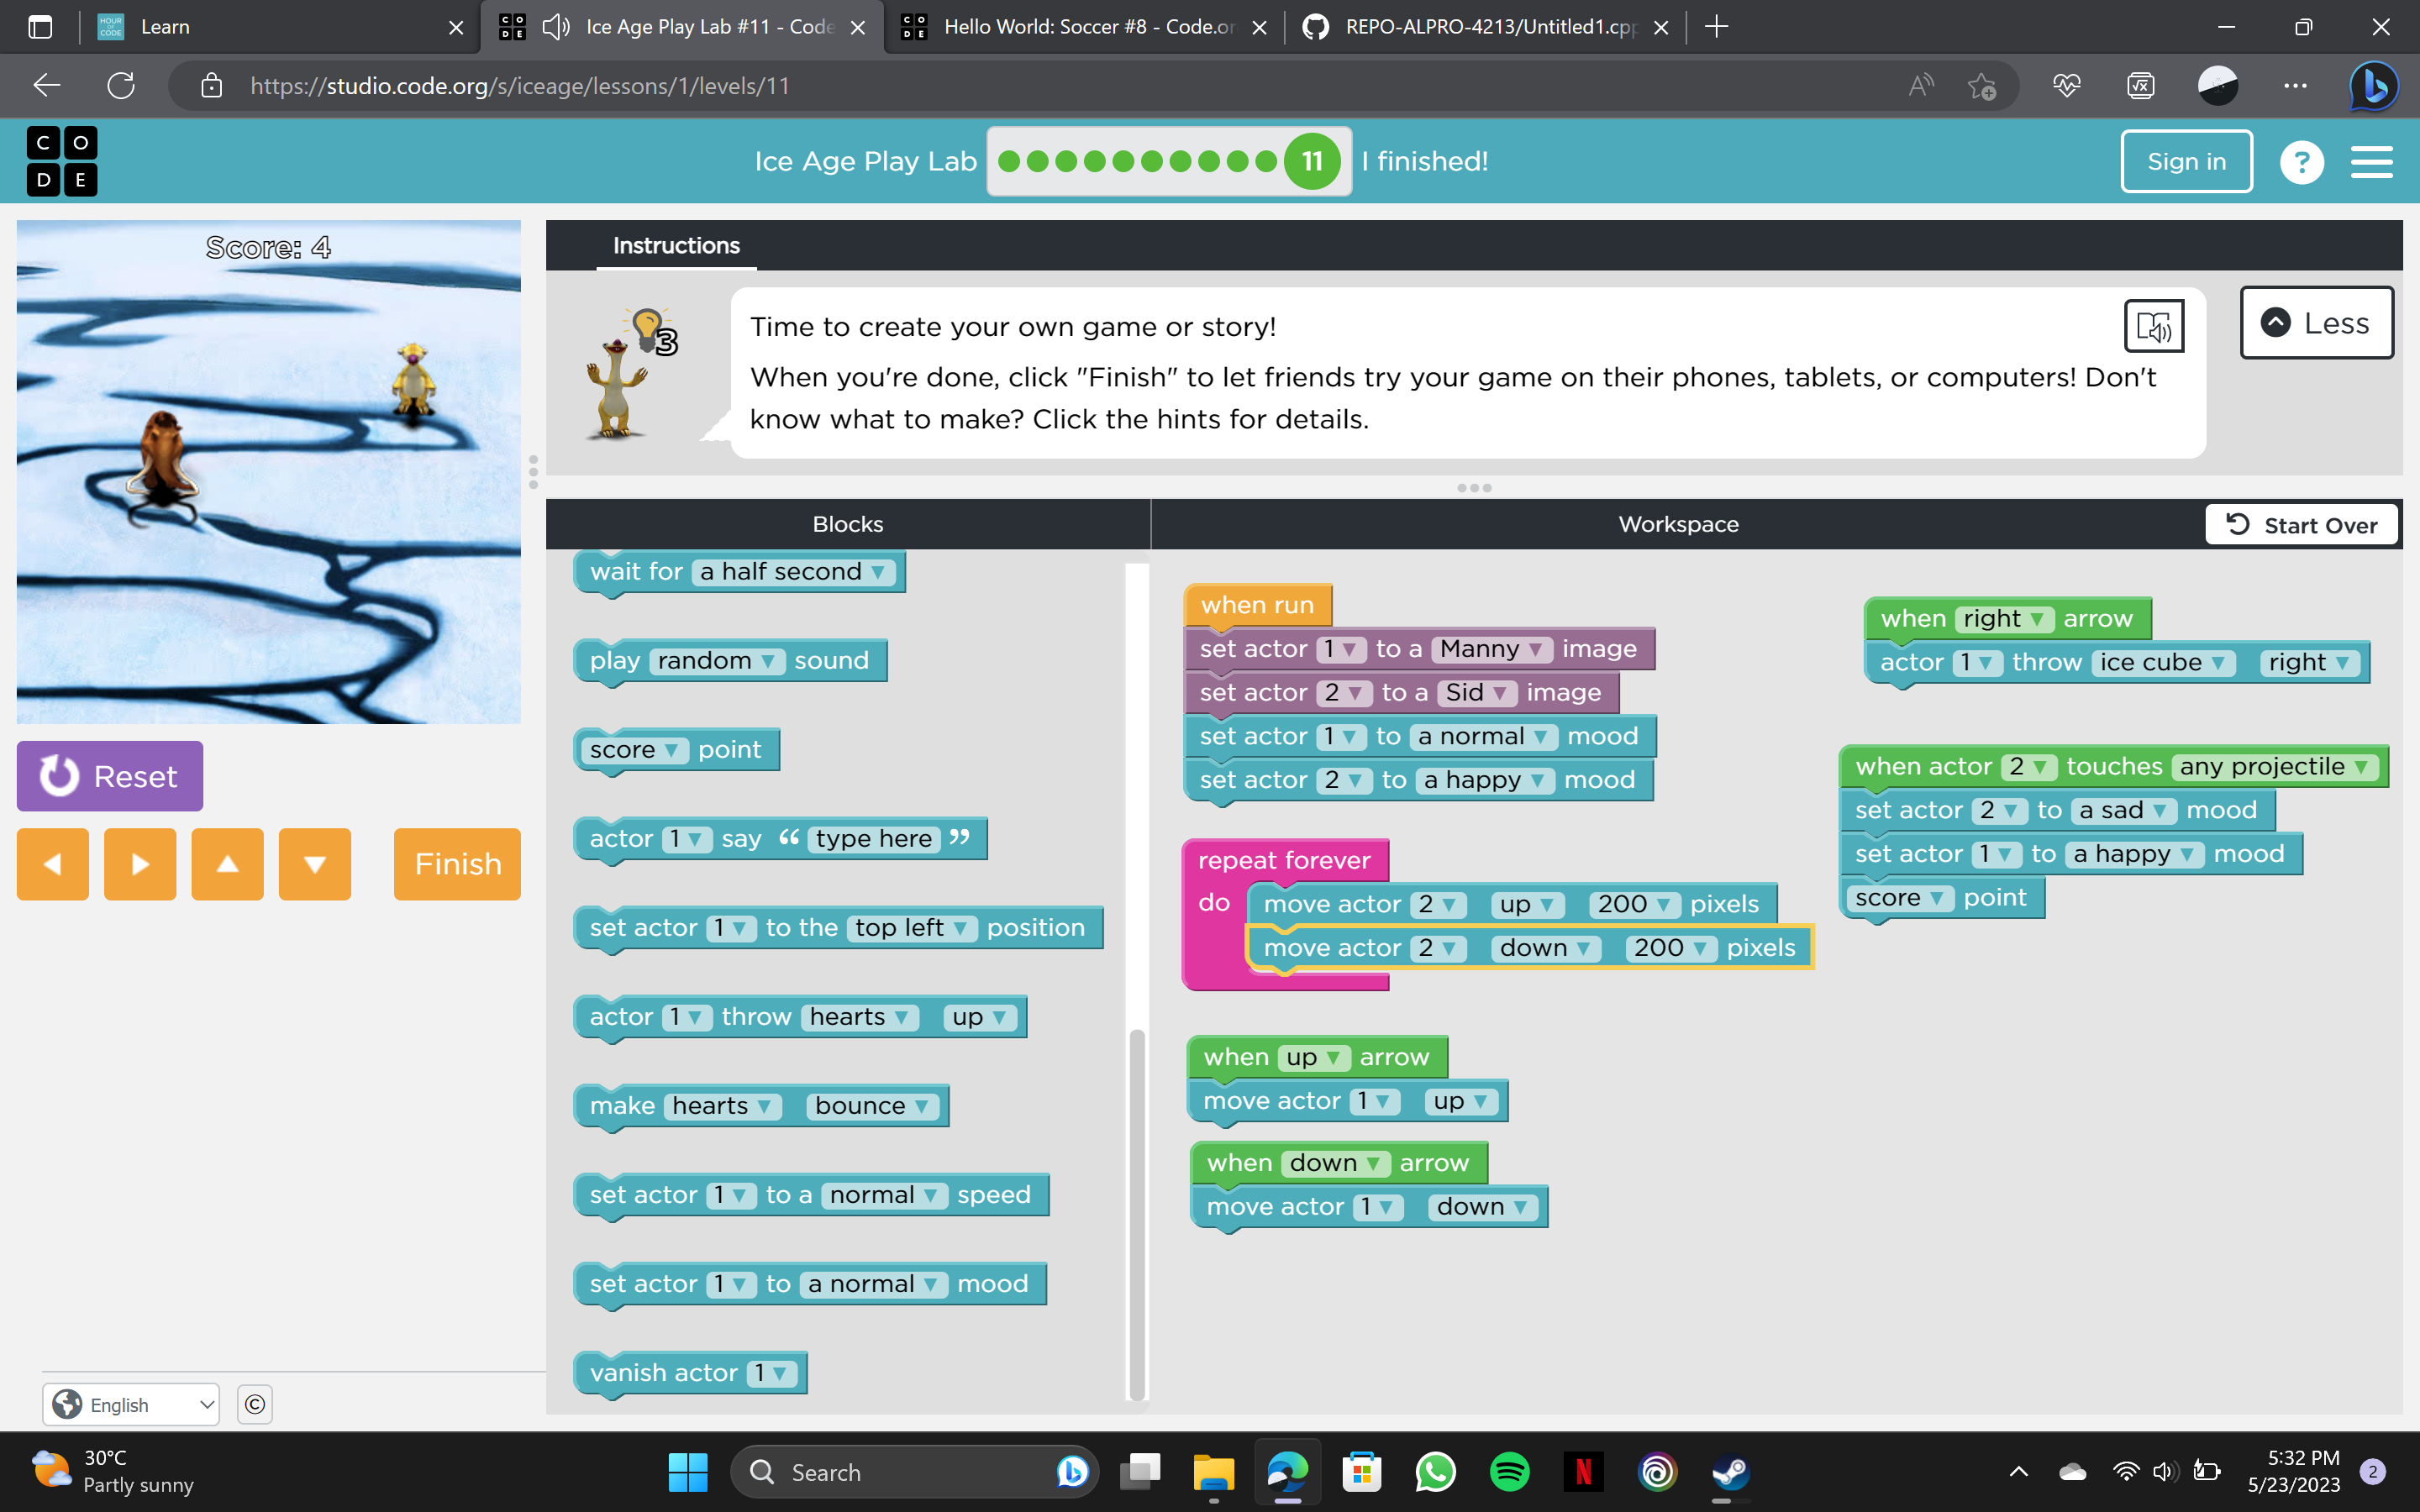 HOUR OF CODE
Learn
CODE
Ice Age Play Lab #11 - Code
CODE
Hello World: Soccer #8 - Code.or
REPO-ALPRO-4213/Untitled1.cpp
https://studio.code.org/s/iceage/lessons/1/levels/11
C O
D E
Ice Age Play Lab
11
I finished!
Sign in
?
Score: 4
Instructions
3
Time to create your own game or story!
When you're done, click "Finish" to let friends try your game on their phones, tablets, or computers! Don't
know what to make? Click the hints for details.
Less
Reset
Finish
Blocks
Workspace
Start Over
wait for a half second
play random sound
score point
actor 1 say “ type here ”
set actor 1 to the top left position
actor 1 throw hearts up
make hearts bounce
set actor 1 to a normal speed
set actor 1 to a normal mood
vanish actor 1
when run
set actor 1 to a Manny image
set actor 2 to a Sid image
set actor 1 to a normal mood
set actor 2 to a happy mood
repeat forever
do move actor 2 up 200 pixels
move actor 2 down 200 pixels
when up arrow
move actor 1 up
when down arrow
move actor 1 down
when right arrow
actor 1 throw ice cube right
when actor 2 touches any projectile
set actor 2 to a sad mood
set actor 1 to a happy mood
score point
English
©
30°C
Partly sunny
Search
5:32 PM
5/23/2023
2